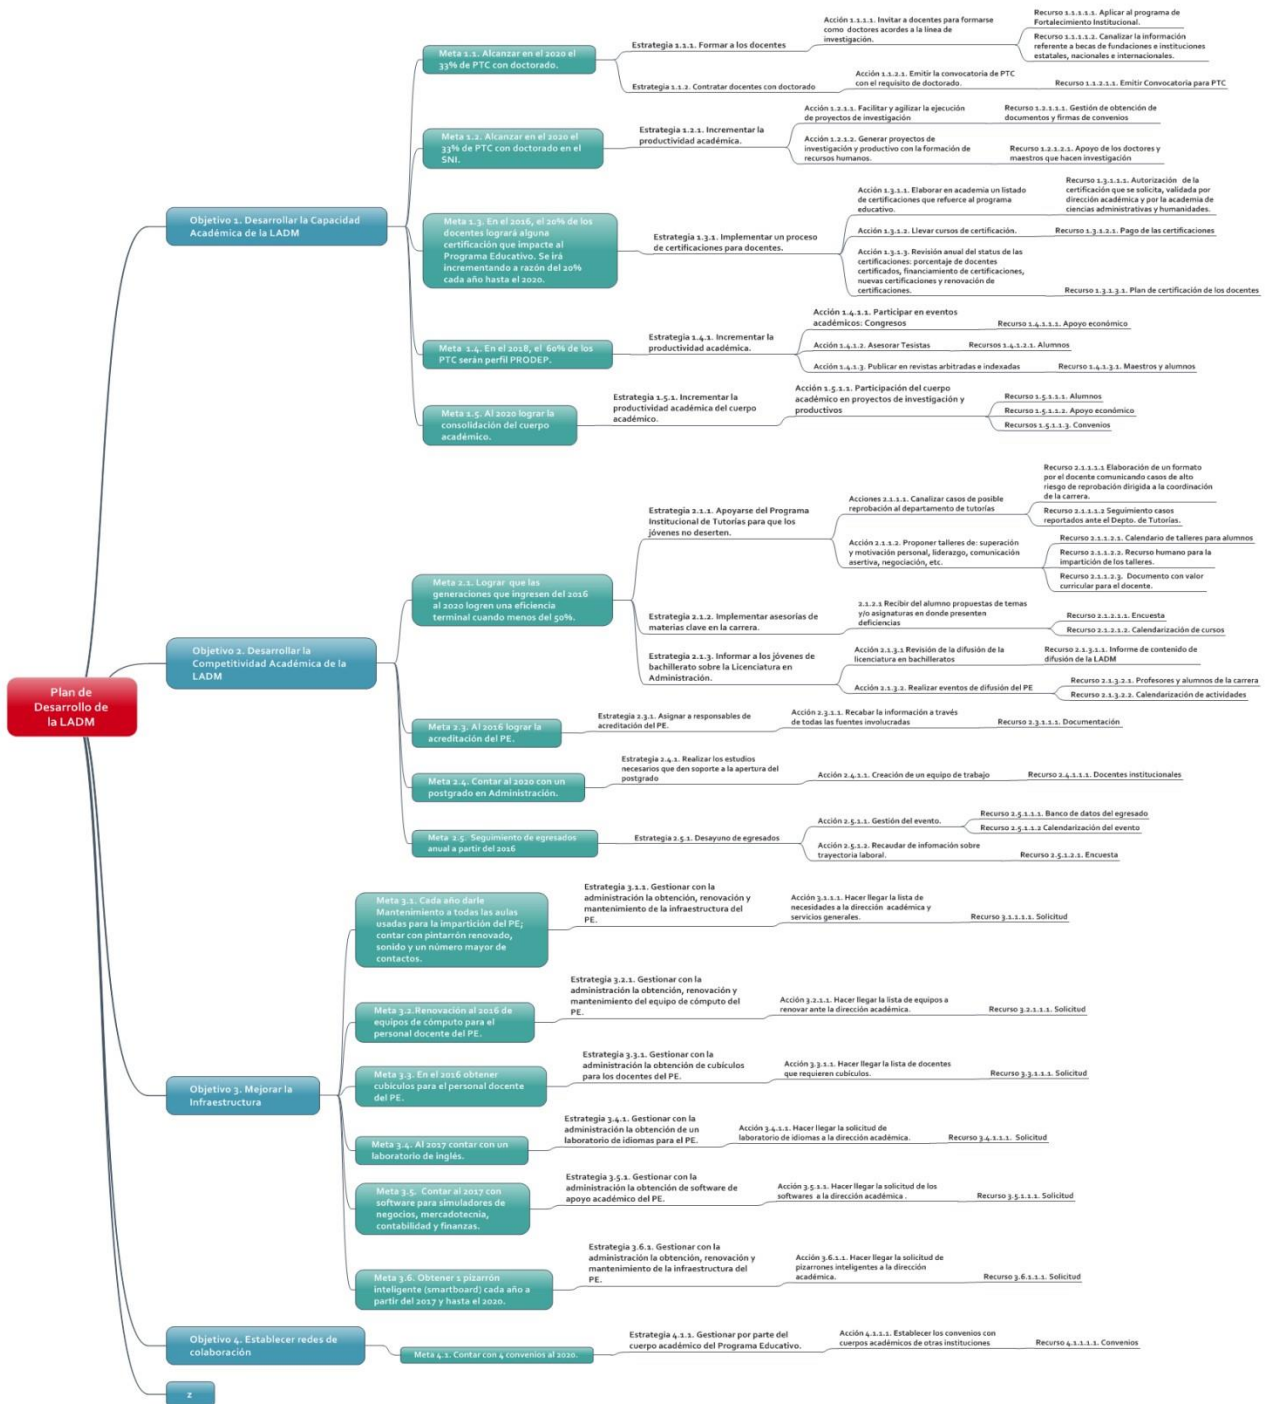 Plan de
Desarrollo de
la LADM
Objetivo 1. Desarrollar la Capacidad
Académica de la LADM
Meta 1.1. Alcanzar en el 2020 el
33% de PTC con doctorado.
Estrategia 1.1.1. Formar a los docentes
Acción 1.1.1.1. Invitar a docentes para formarse
como doctores acordes a la línea de
investigación.
Recurso 1.1.1.1.1. Aplicar al programa de
Fortalecimiento Institucional.
Recurso 1.1.1.1.2. Canalizar la información
referente a becas de fundaciones e instituciones
estatales, nacionales e internacionales.
Estrategia 1.1.2. Contratar docentes con doctorado
Acción 1.1.2.1. Emitir la convocatoria de PTC
con el requisito de doctorado.
Recurso 1.1.2.1.1. Emitir Convocatoria para PTC
Meta 1.2. Alcanzar en el 2020 el
33% de PTC con doctorado en el
SNI.
Estrategia 1.2.1. Incrementar la
productividad académica.
Acción 1.2.1.1. Facilitar y agilizar la ejecución
de proyectos de investigación
Recurso 1.2.1.1.1. Gestión de obtención de
documentos y firmas de convenios
Acción 1.2.1.2. Generar proyectos de
investigación y productivo con la formación de
recursos humanos.
Recurso 1.2.1.2.1. Apoyo de los doctores y
maestros que hacen investigación
Meta 1.3. En el 2016, el 20% de los
docentes logrará alguna
certificación que impacte al
Programa Educativo. Se irá
incrementando a razón del 20%
cada año hasta el 2020.
Estrategia 1.3.1. Implementar un proceso
de certificaciones para docentes.
Acción 1.3.1.1. Elaborar en academia un listado
de certificaciones que refuerce al programa
educativo.
Recurso 1.3.1.1.1. Autorización de la
certificación que se solicita, validada por
dirección académica y por la academia de
ciencias administrativas y humanidades.
Acción 1.3.1.2. Llevar cursos de certificación.
Recurso 1.3.1.2.1. Pago de las certificaciones
Acción 1.3.1.3. Revisión anual del status de las
certificaciones: porcentaje de docentes
certificados, financiamiento de certificaciones,
nuevas certificaciones y renovación de
certificaciones.
Recurso 1.3.1.3.1. Plan de certificación de los docentes
Meta 1.4. En el 2018, el 60% de los
PTC serán perfil PRODEP.
Estrategia 1.4.1. Incrementar la
productividad académica.
Acción 1.4.1.1. Participar en eventos
académicos: Congresos
Recurso 1.4.1.1.1. Apoyo económico
Acción 1.4.1.2. Asesorar Tesistas
Recursos 1.4.1.2.1. Alumnos
Acción 1.4.1.3. Publicar en revistas arbitradas e indexadas
Recurso 1.4.1.3.1. Maestros y alumnos
Meta 1.5. Al 2020 lograr la
consolidación del cuerpo
académico.
Estrategia 1.5.1. Incrementar la
productividad académica del cuerpo
académico.
Acción 1.5.1.1. Participación del cuerpo
académico en proyectos de investigación y
productivos
Recurso 1.5.1.1.1. Alumnos
Recurso 1.5.1.1.2. Apoyo económico
Recursos 1.5.1.1.3. Convenios
Objetivo 2. Desarrollar la
Competitividad Académica de la
LADM
Meta 2.1. Lograr que las
generaciones que ingresen del 2016
al 2020 logren una eficiencia
terminal cuando menos del 50%.
Estrategia 2.1.1. Apoyarse del Programa
Institucional de Tutorías para que los
jóvenes no deserten.
Acciones 2.1.1.1. Canalizar casos de posible
reprobación al departamento de tutorías
Recurso 2.1.1.1.1 Elaboración de un formato
por el docente comunicando casos de alto
riesgo de reprobación dirigida a la coordinación
de la carrera.
Recurso 2.1.1.1.2 Seguimiento casos
reportados ante el Depto. de Tutorías.
Acción 2.1.1.2. Proponer talleres de: superación
y motivación personal, liderazgo, comunicación
asertiva, negociación, etc.
Recurso 2.1.1.2.1. Calendario de talleres para alumnos
Recurso 2.1.1.2.2. Recurso humano para la
impartición de los talleres.
Recurso 2.1.1.2.3. Documento con valor
curricular para el docente.
Estrategia 2.1.2. Implementar asesorías de
materias clave en la carrera.
2.1.2.1 Recibir del alumno propuestas de temas
y/o asignaturas en donde presenten
deficiencias
Recurso 2.1.2.1.1. Encuesta
Recurso 2.1.2.1.2. Calendarización de cursos
Estrategia 2.1.3. Informar a los jóvenes de
bachillerato sobre la Licenciatura en
Administración.
Acción 2.1.3.1 Revisión de la difusión de la
licenciatura en bachilleratos
Recurso 2.1.3.1.1. Informe de contenido de
difusión de la LADM
Acción 2.1.3.2. Realizar eventos de difusión del PE
Recurso 2.1.3.2.1. Profesores y alumnos de la carrera
Recurso 2.1.3.2.2. Calendarización de actividades
Meta 2.3. Al 2016 lograr la
acreditación del PE.
Estrategia 2.3.1. Asignar a responsables de
acreditación del PE.
Acción 2.3.1.1. Recabar la información a través
de todas las fuentes involucradas
Recurso 2.3.1.1.1. Documentación
Meta 2.4. Contar al 2020 con un
postgrado en Administración.
Estrategia 2.4.1. Realizar los estudios
necesarios que den soporte a la apertura del
postgrado
Acción 2.4.1.1. Creación de un equipo de trabajo
Recurso 2.4.1.1.1. Docentes institucionales
Meta 2.5. Seguimiento de egresados
anual a partir del 2016
Estrategia 2.5.1. Desayuno de egresados
Acción 2.5.1.1. Gestión del evento.
Recurso 2.5.1.1.1. Banco de datos del egresado
Recurso 2.5.1.1.2 Calendarización del evento
Acción 2.5.1.2. Recaudar de infomación sobre
trayectoria laboral.
Recurso 2.5.1.2.1. Encuesta
Objetivo 3. Mejorar la
Infraestructura
Meta 3.1. Cada año darle
Mantenimiento a todas las aulas
usadas para la impartición del PE;
contar con pintarrón renovado,
sonido y un número mayor de
contactos.
Estrategia 3.1.1. Gestionar con la
administración la obtención, renovación y
mantenimiento de la infraestructura del
PE.
Acción 3.1.1.1. Hacer llegar la lista de
necesidades a la dirección académica y
servicios generales.
Recurso 3.1.1.1.1. Solicitud
Meta 3.2.Renovación al 2016 de
equipos de cómputo para el
personal docente del PE.
Estrategia 3.2.1. Gestionar con la
administración la obtención, renovación y
mantenimiento del equipo de cómputo del
PE.
Acción 3.2.1.1. Hacer llegar la lista de equipos a
renovar ante la dirección académica.
Recurso 3.2.1.1.1. Solicitud
Meta 3.3. En el 2016 obtener
cubículos para el personal docente
del PE.
Estrategia 3.3.1. Gestionar con la
administración la obtención de cubículos
para los docentes del PE.
Acción 3.3.1.1. Hacer llegar la lista de docentes
que requieren cubículos.
Recurso 3.3.1.1.1. Solicitud
Meta 3.4. Al 2017 contar con un
laboratorio de inglés.
Estrategia 3.4.1. Gestionar con la
administración la obtención de un
laboratorio de idiomas para el PE.
Acción 3.4.1.1. Hacer llegar la solicitud de
laboratorio de idiomas a la dirección académica.
Recurso 3.4.1.1.1. Solicitud
Meta 3.5. Contar al 2017 con
software para simuladores de
negocios, mercadotecnia,
contabilidad y finanzas.
Estrategia 3.5.1. Gestionar con la
administración la obtención de software de
apoyo académico del PE.
Acción 3.5.1.1. Hacer llegar la solicitud de los
softwares a la dirección académica .
Recurso 3.5.1.1.1. Solicitud
Meta 3.6. Obtener 1 pizarrón
inteligente (smartboard) cada año a
partir del 2017 y hasta el 2020.
Estrategia 3.6.1. Gestionar con la
administración la obtención, renovación y
mantenimiento de la infraestructura del
PE.
Acción 3.6.1.1. Hacer llegar la solicitud de
pizarrones inteligentes a la dirección
académica.
Recurso 3.6.1.1.1. Solicitud
Objetivo 4. Establecer redes de
colaboración
Meta 4.1. Contar con 4 convenios al 2020.
Estrategia 4.1.1. Gestionar por parte del
cuerpo académico del Programa Educativo.
Acción 4.1.1.1. Establecer los convenios con
cuerpos académicos de otras instituciones
Recurso 4.1.1.1.1. Convenios
z